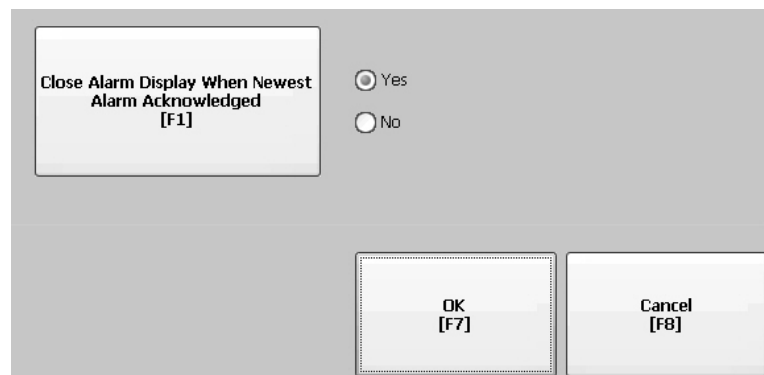 Close Alarm Display When Newest
Alarm Acknowledged
[F1]
Yes
No
OK
[F7]
Cancel
[F8]